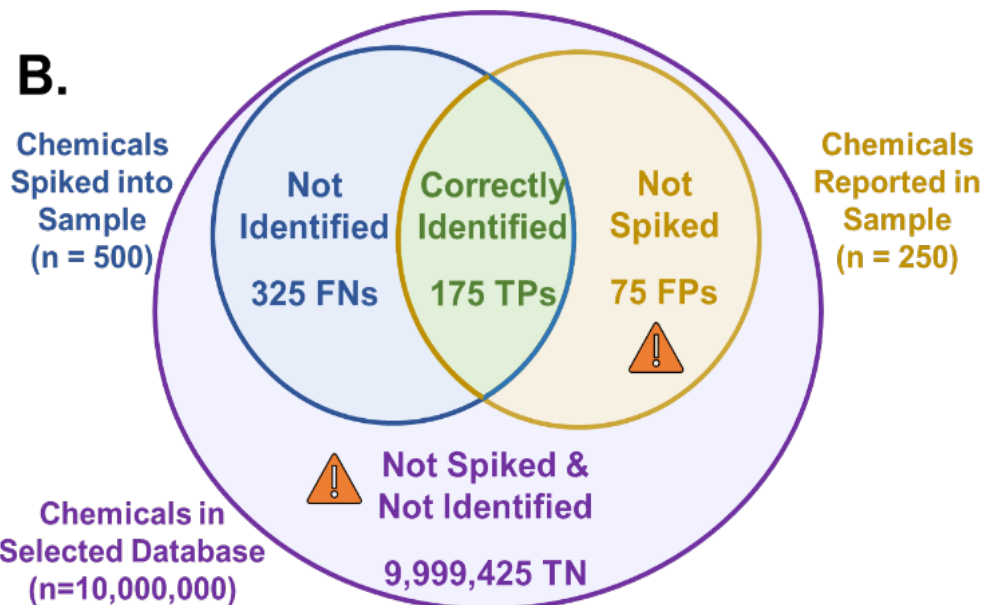 B.
Chemicals
Spiked into
Sample
(n = 500)
Not
Identified
325 FNs
Correctly
Identified
175 TPs
Not
Spiked
75 FPs
!
Chemicals
Reported in
Sample
(n = 250)
!
Not Spiked &
Not Identified
9,999,425 TN
Chemicals in
Selected Database
(n=10,000,000)